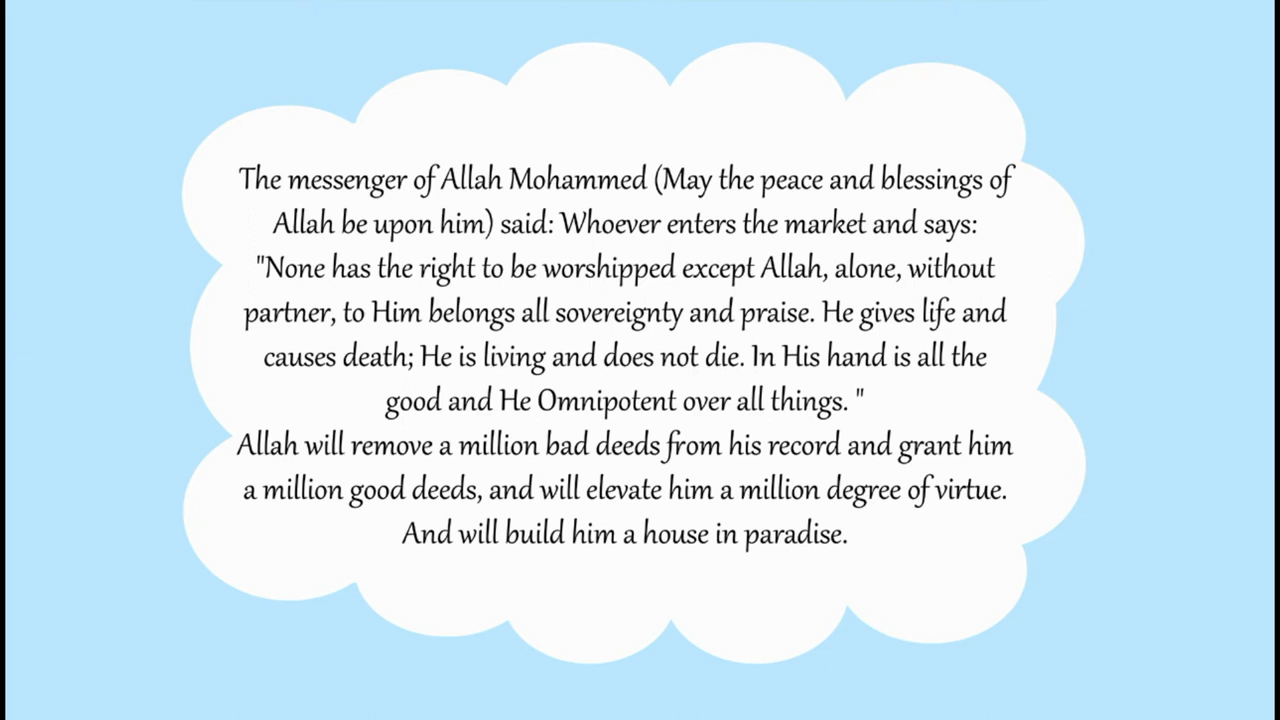 The messenger of Allah Mohammed (May the peace and blessings of
Allah be upon him) said: Whoever enters the market and says:
"None has the right to be worshipped except Allah, alone, without
partner, to Him belongs all sovereignty and praise. He gives life and
causes death; He is living and does not die. In His hand is all the
good and He Omnipotent over all things. "
Allah will remove a million bad deeds from his record and grant him
a million good deeds, and will elevate him a million degree of virtue.
And will build him a house in paradise.